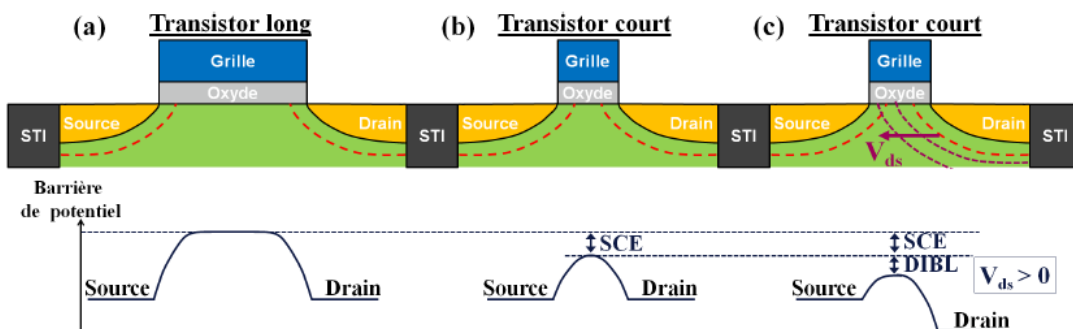 (a) Transistor long
(b) Transistor court
(c) Transistor court
Grille
Grille
Grille
Oxyde
Oxyde
Oxyde
STI
Source
Drain
STI
Source
Drain
STI
Source
Drain
STI
Vds
Barrière
de potentiel
Source
Drain
SCE
Source
Drain
SCE
DIBL
Vds > 0
Source
Drain